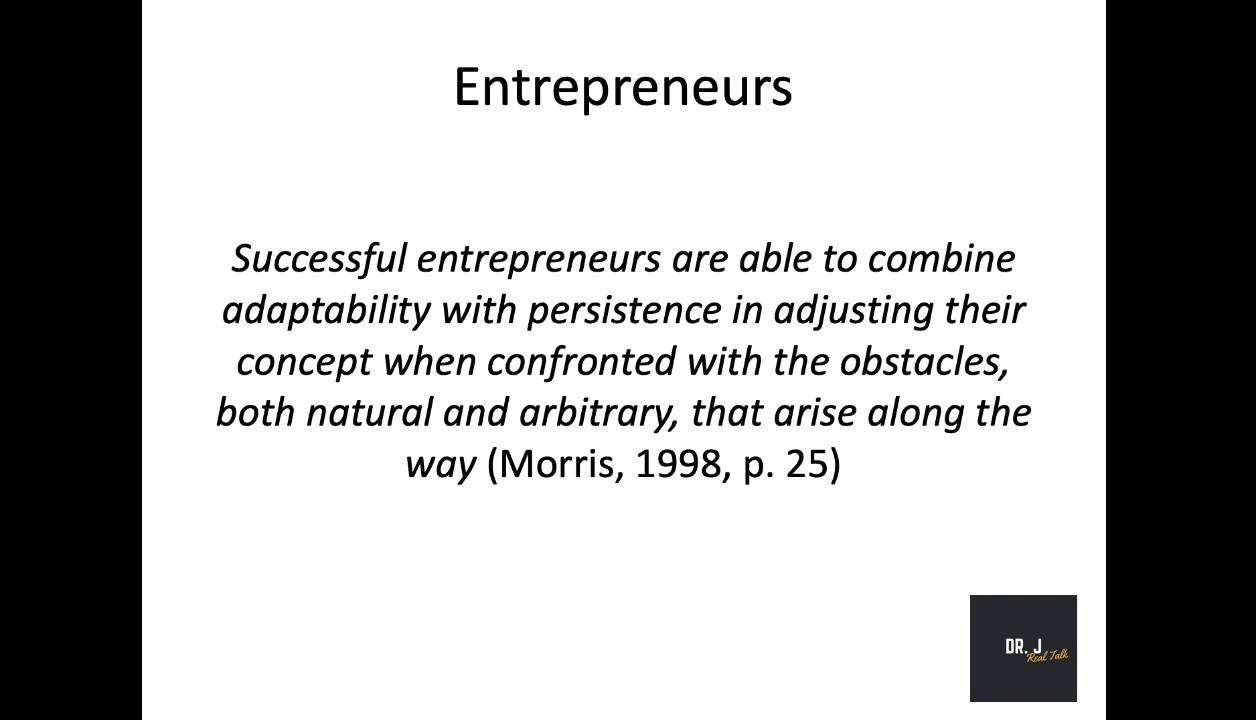 Entrepreneurs
Successful entrepreneurs are able to combine
adaptability with persistence in adjusting their
concept when confronted with the obstacles,
both natural and arbitrary, that arise along the
way (Morris, 1998, p. 25)
DR. J
Real Talk